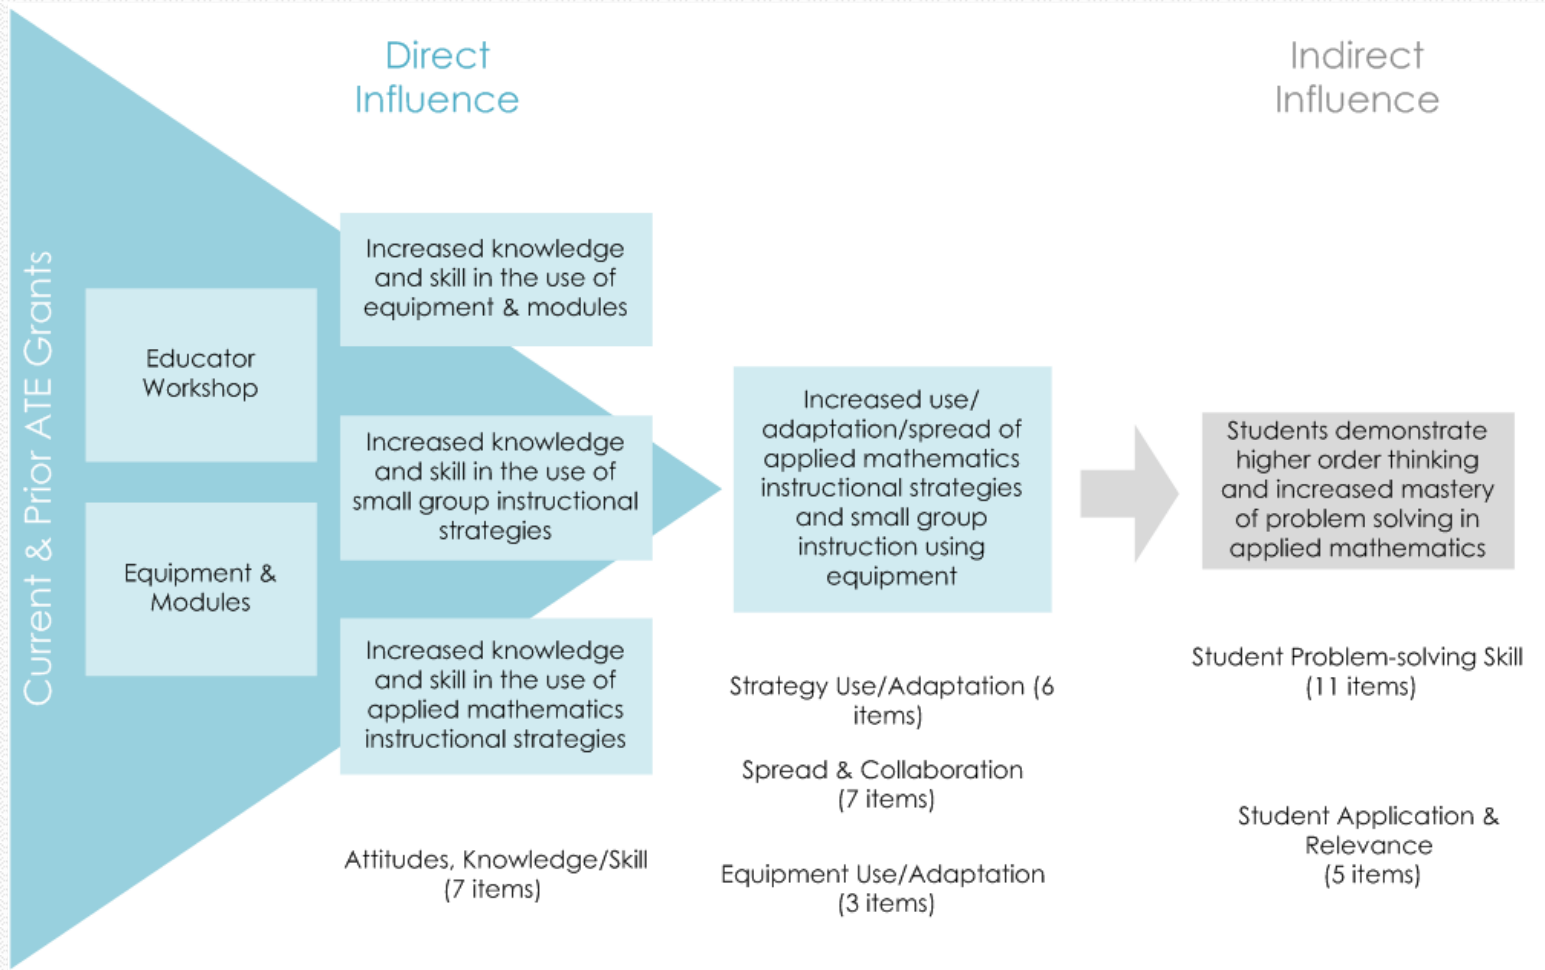 Direct
Influence
Indirect
Influence
Current & Prior ATE Grants
Educator
Workshop
Equipment &
Modules
Increased knowledge
and skill in the use of
equipment & modules
Increased knowledge
and skill in the use of
small group instructional
strategies
Increased knowledge
and skill in the use of
applied mathematics
instructional strategies
Attitudes, Knowledge/Skill
(7 items)
Increased use/
adaptation/spread of
applied mathematics
instructional strategies
and small group
instruction using
equipment
Strategy Use/Adaptation (6
items)
Spread & Collaboration
(7 items)
Equipment Use/Adaptation
(3 items)
Students demonstrate
higher order thinking
and increased mastery
of problem solving in
applied mathematics
Student Problem-solving Skill
(11 items)
Student Application &
Relevance
(5 items)